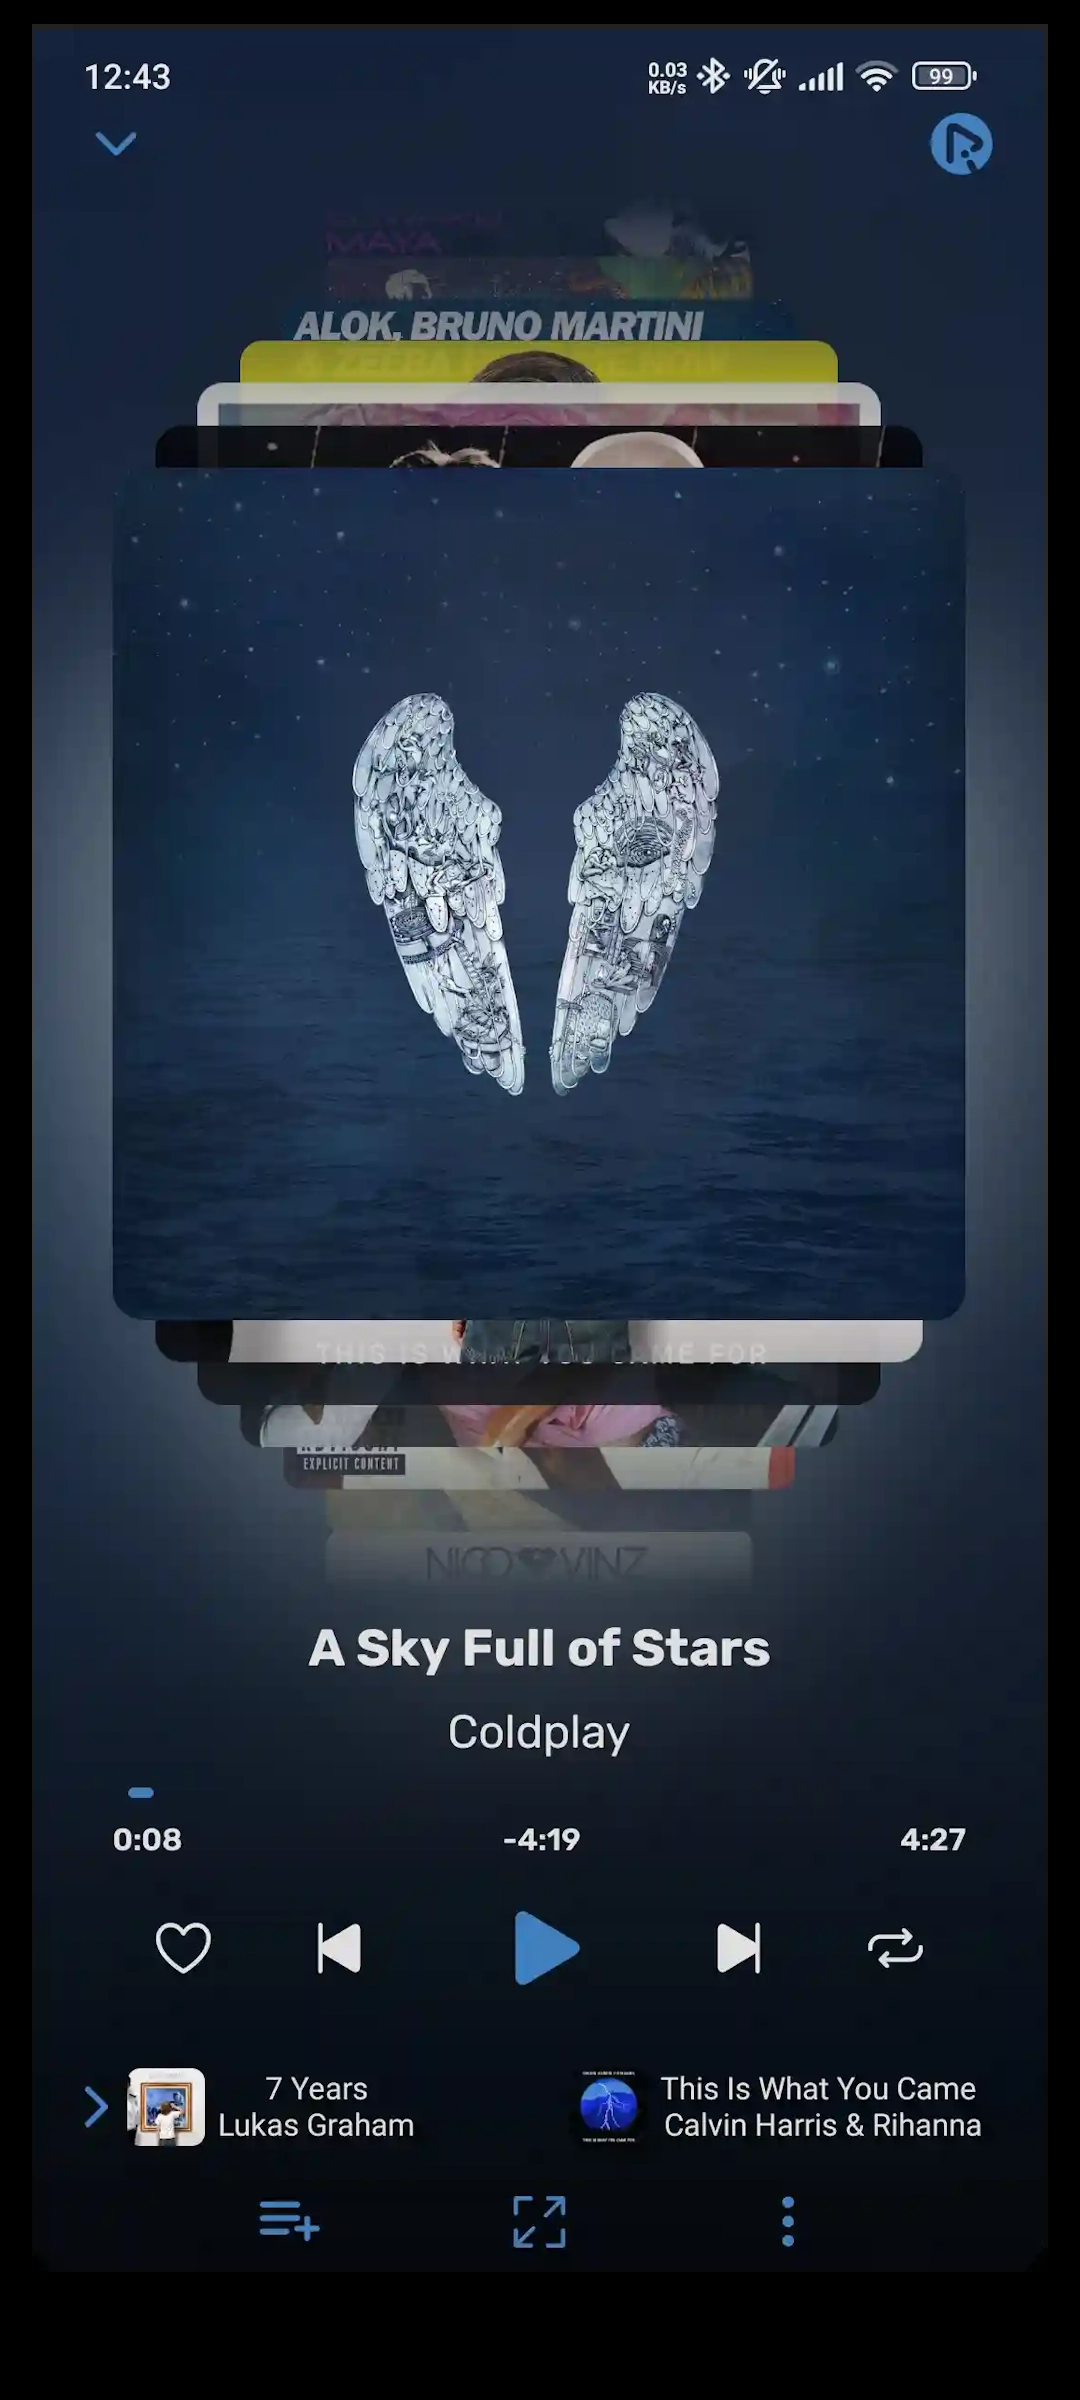 12:43
0.03
KB/s
99
MAYA
ALOK, BRUNO MARTINI
& ZEEBA
THIS IS WHAT YOU CAME FOR
EXPLICIT CONTENT
NICO VINZ
A Sky Full of Stars
Coldplay
0:08
-4:19
4:27
7 Years
Lukas Graham
This Is What You Came
Calvin Harris & Rihanna